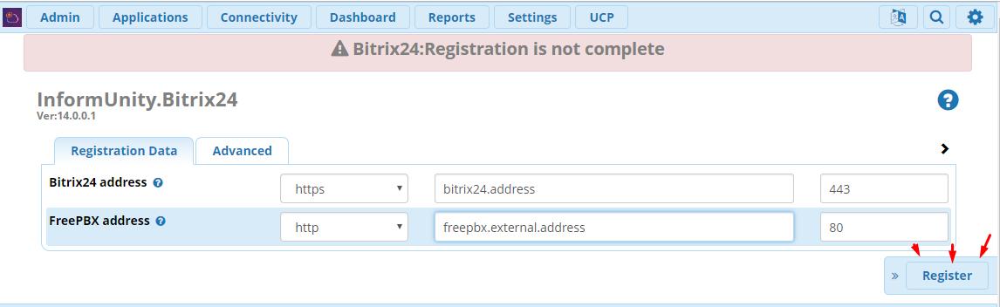 Admin Applications Connectivity Dashboard Reports Settings UCP
Bitrix24:Registration is not complete
InformUnity.Bitrix24
Ver:14.0.0.1
Registration Data Advanced
Bitrix24 address https bitrix24.address 443
FreePBX address http freepbx.external.address 80
» Register